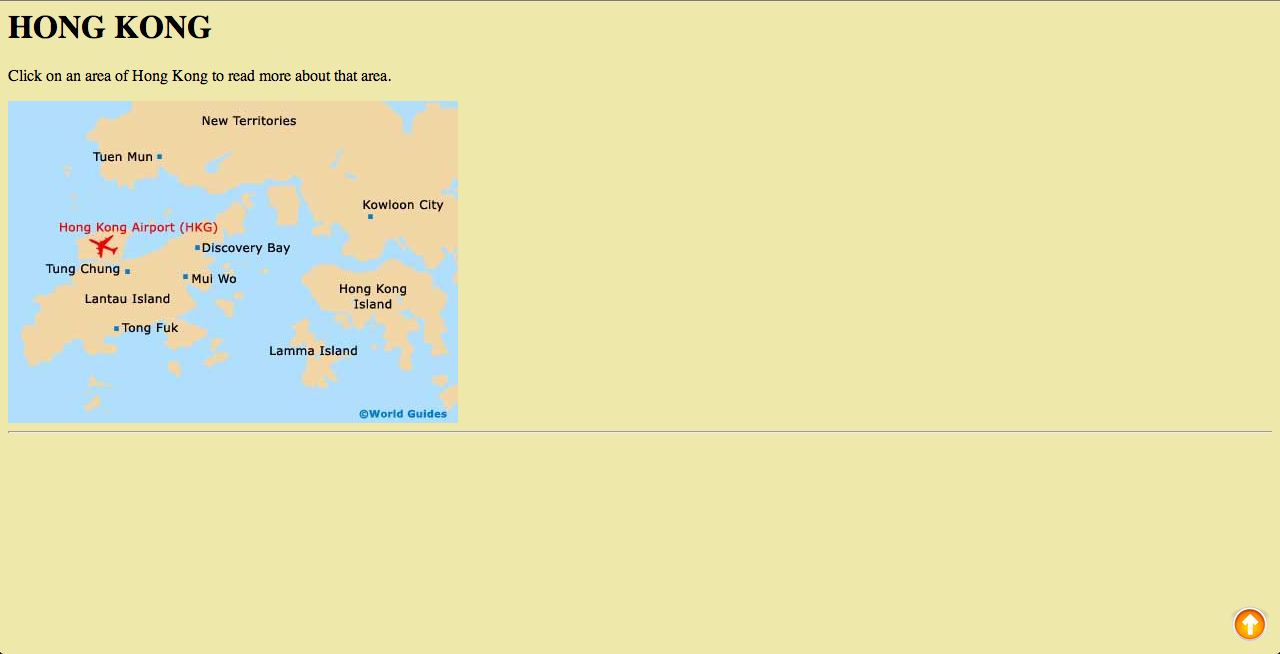 HONG KONG
Click on an area of Hong Kong to read more about that area.
New Territories
Tuen Mun
Kowloon City
Hong Kong Airport (HKG)
Discovery Bay
Tung Chung
Mui Wo
Hong Kong
Island
Lantau Island
Tong Fuk
Lamma Island
©World Guides